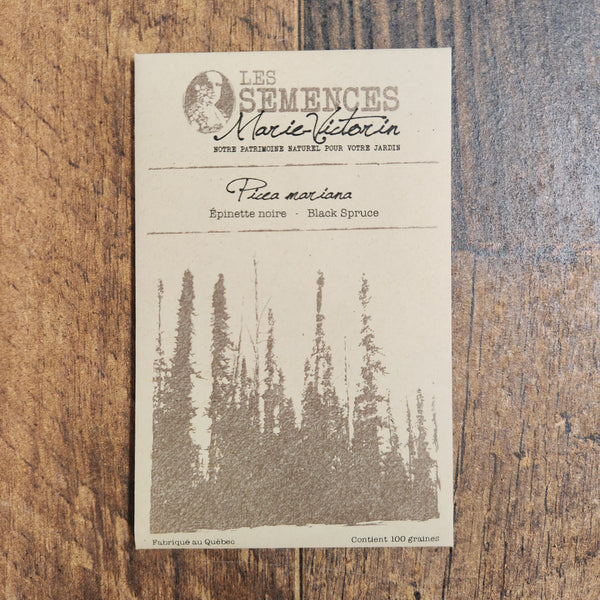 LES
SEMENCES
Marie-Victorin
NOTRE PATRIMOINE NATUREL POUR VOTRE JARDIN
Picea mariana
Épinette noire - Black Spruce
Fabriqué au Québec
Contient 100 graines